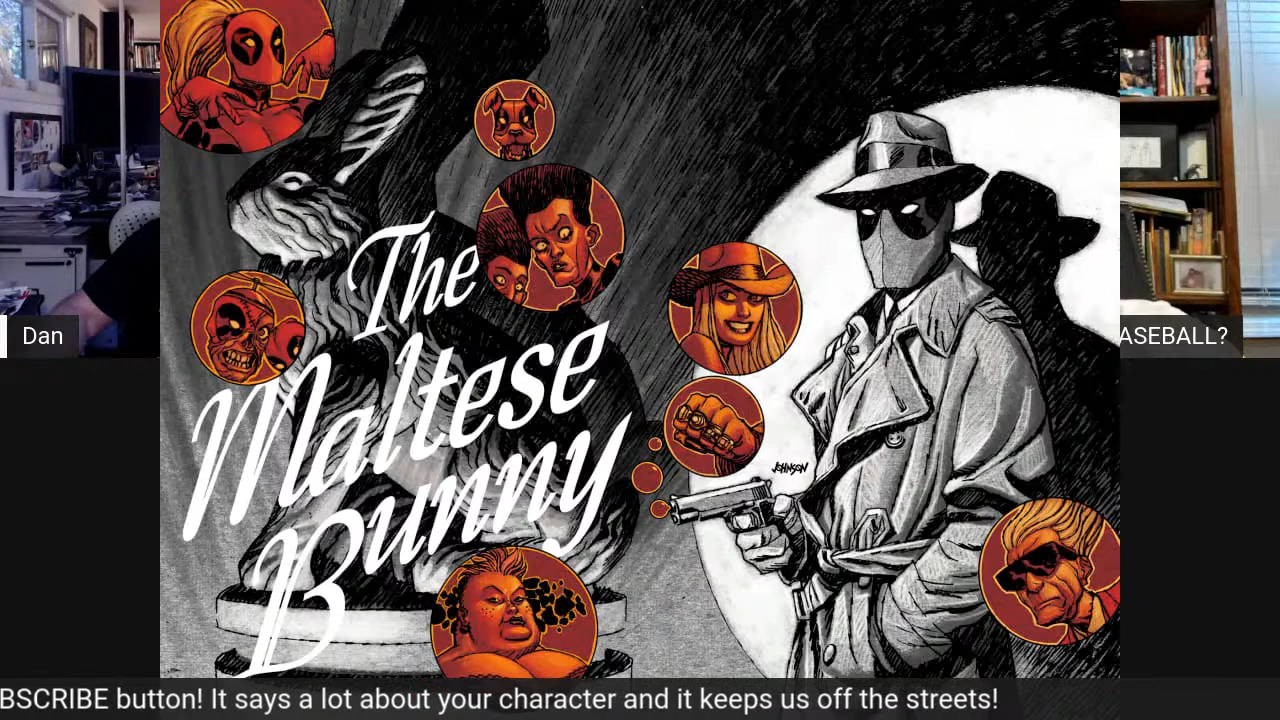 The
Maltese
Bunny
JOHNSON
Dan
ASEBALL?
BSCRIBE button! It says a lot about your character and it keeps us off the streets!